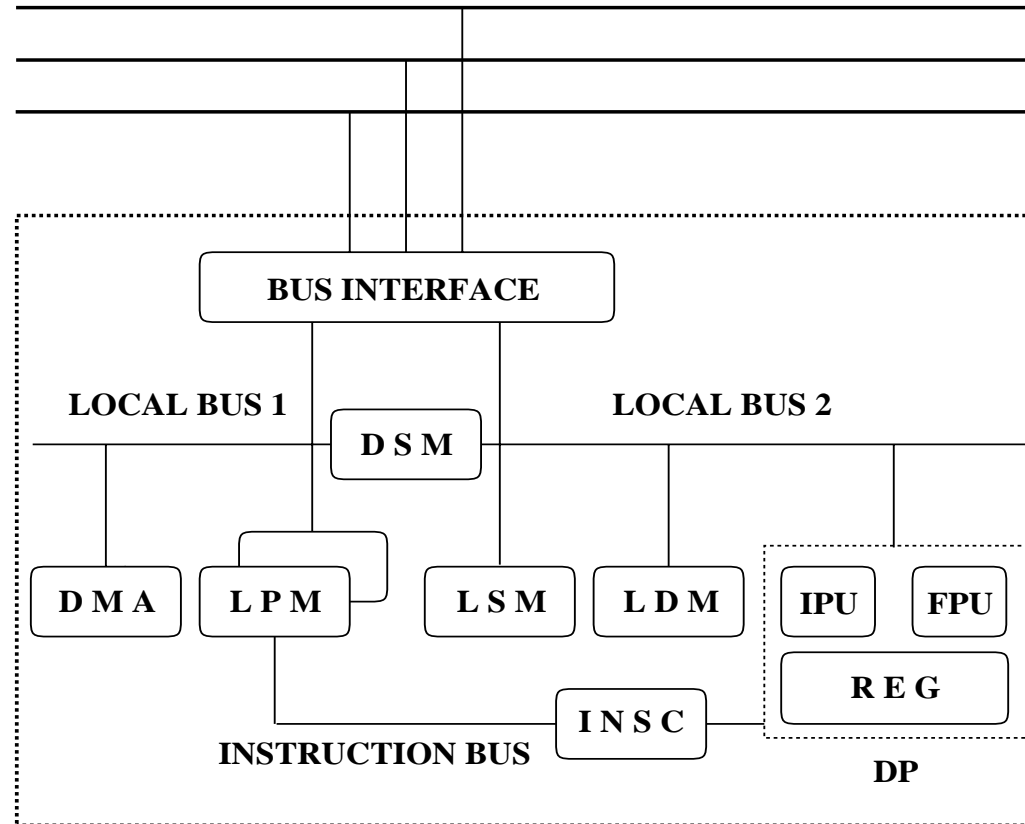 BUS INTERFACE
LOCAL BUS 1
LOCAL BUS 2
D S M
D M A
L P M
L S M
L D M
IPU
FPU
R E G
I N S C
INSTRUCTION BUS
DP